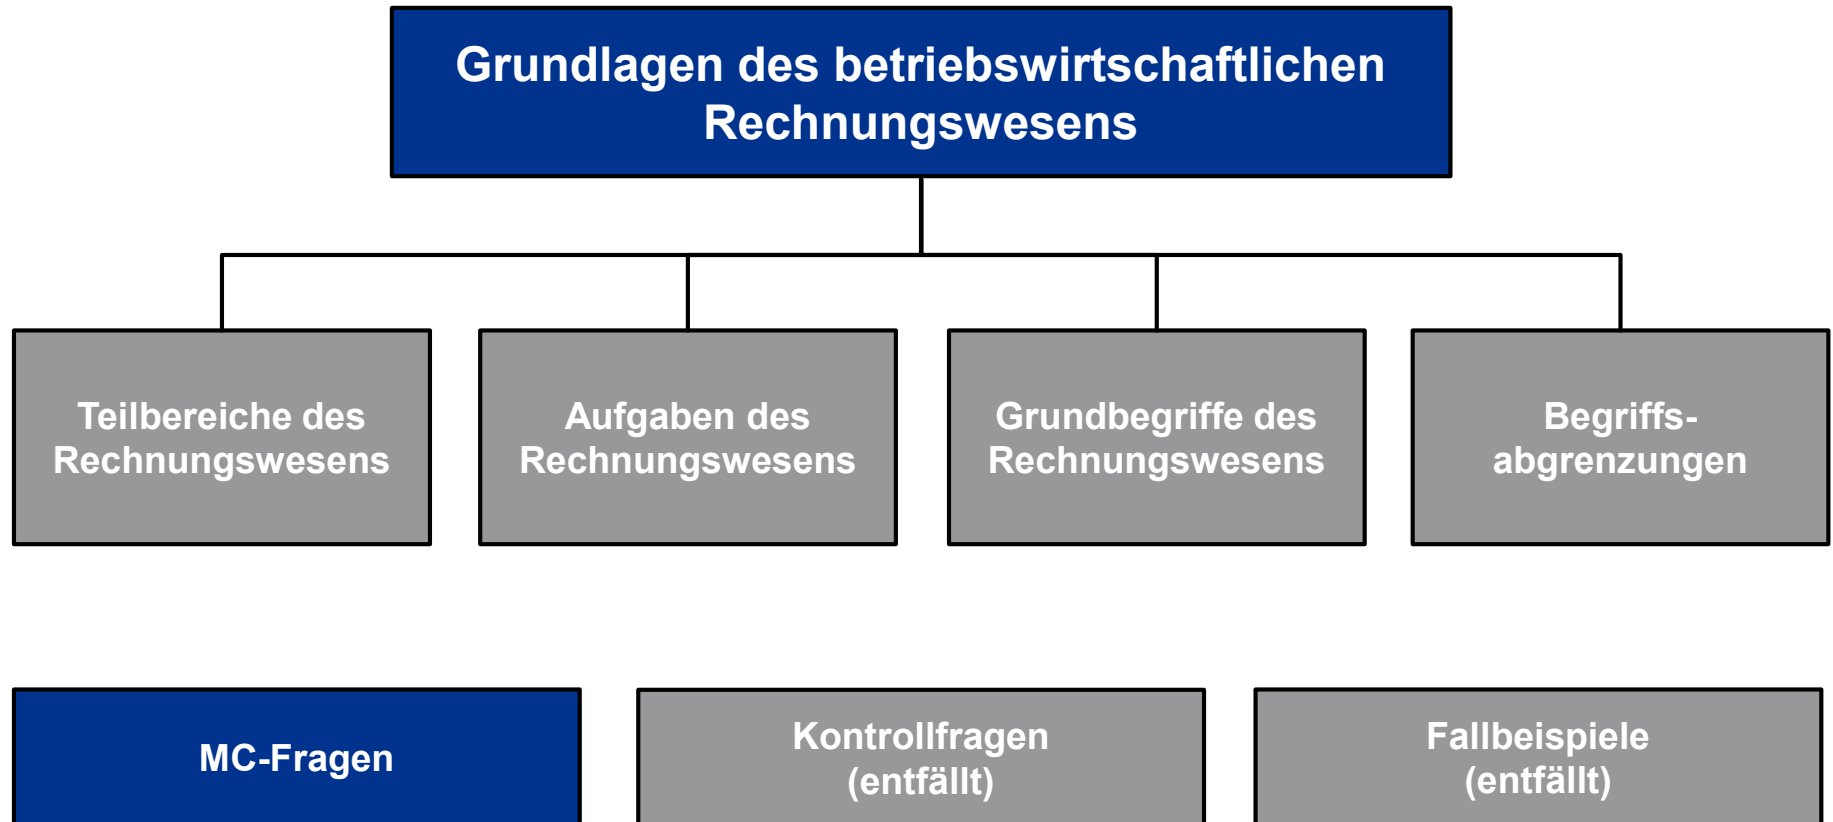 Grundlagen des betriebswirtschaftlichen
Rechnungswesens
Teilbereiche des
Rechnungswesens
Aufgaben des
Rechnungswesens
Grundbegriffe des
Rechnungswesens
Begriffs-
abgrenzungen
MC-Fragen
Kontrollfragen
(entfällt)
Fallbeispiele
(entfällt)